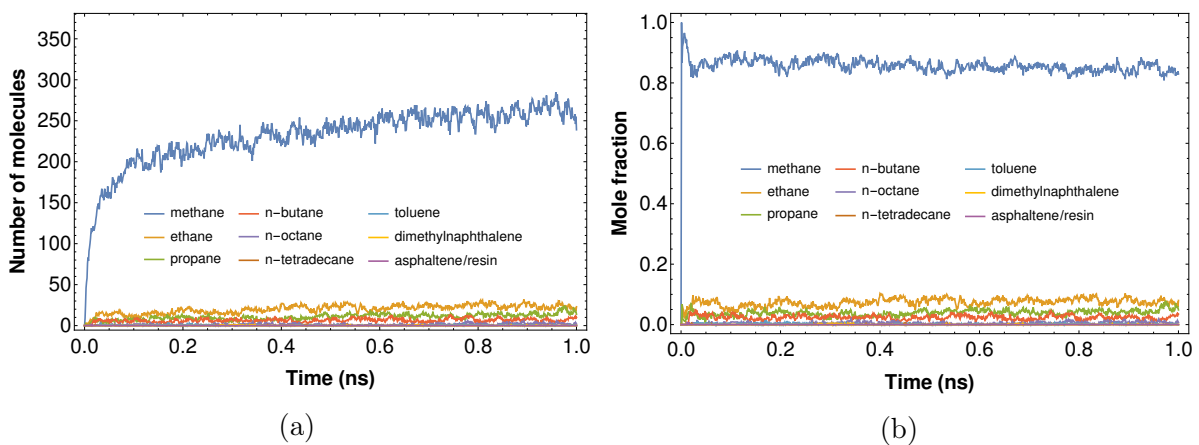 350
300
250
200
150
100
50
0
Number of molecules
methane n-butane toluene
ethane n-octane dimethylnaphthalene
propane n-tetradecane asphaltene/resin
0.0 0.2 0.4 0.6 0.8 1.0
Time (ns)
(a)
1.0
0.8
0.6
0.4
0.2
0.0
Mole fraction
methane n-butane toluene
ethane n-octane dimethylnaphthalene
propane n-tetradecane asphaltene/resin
0.0 0.2 0.4 0.6 0.8 1.0
Time (ns)
(b)